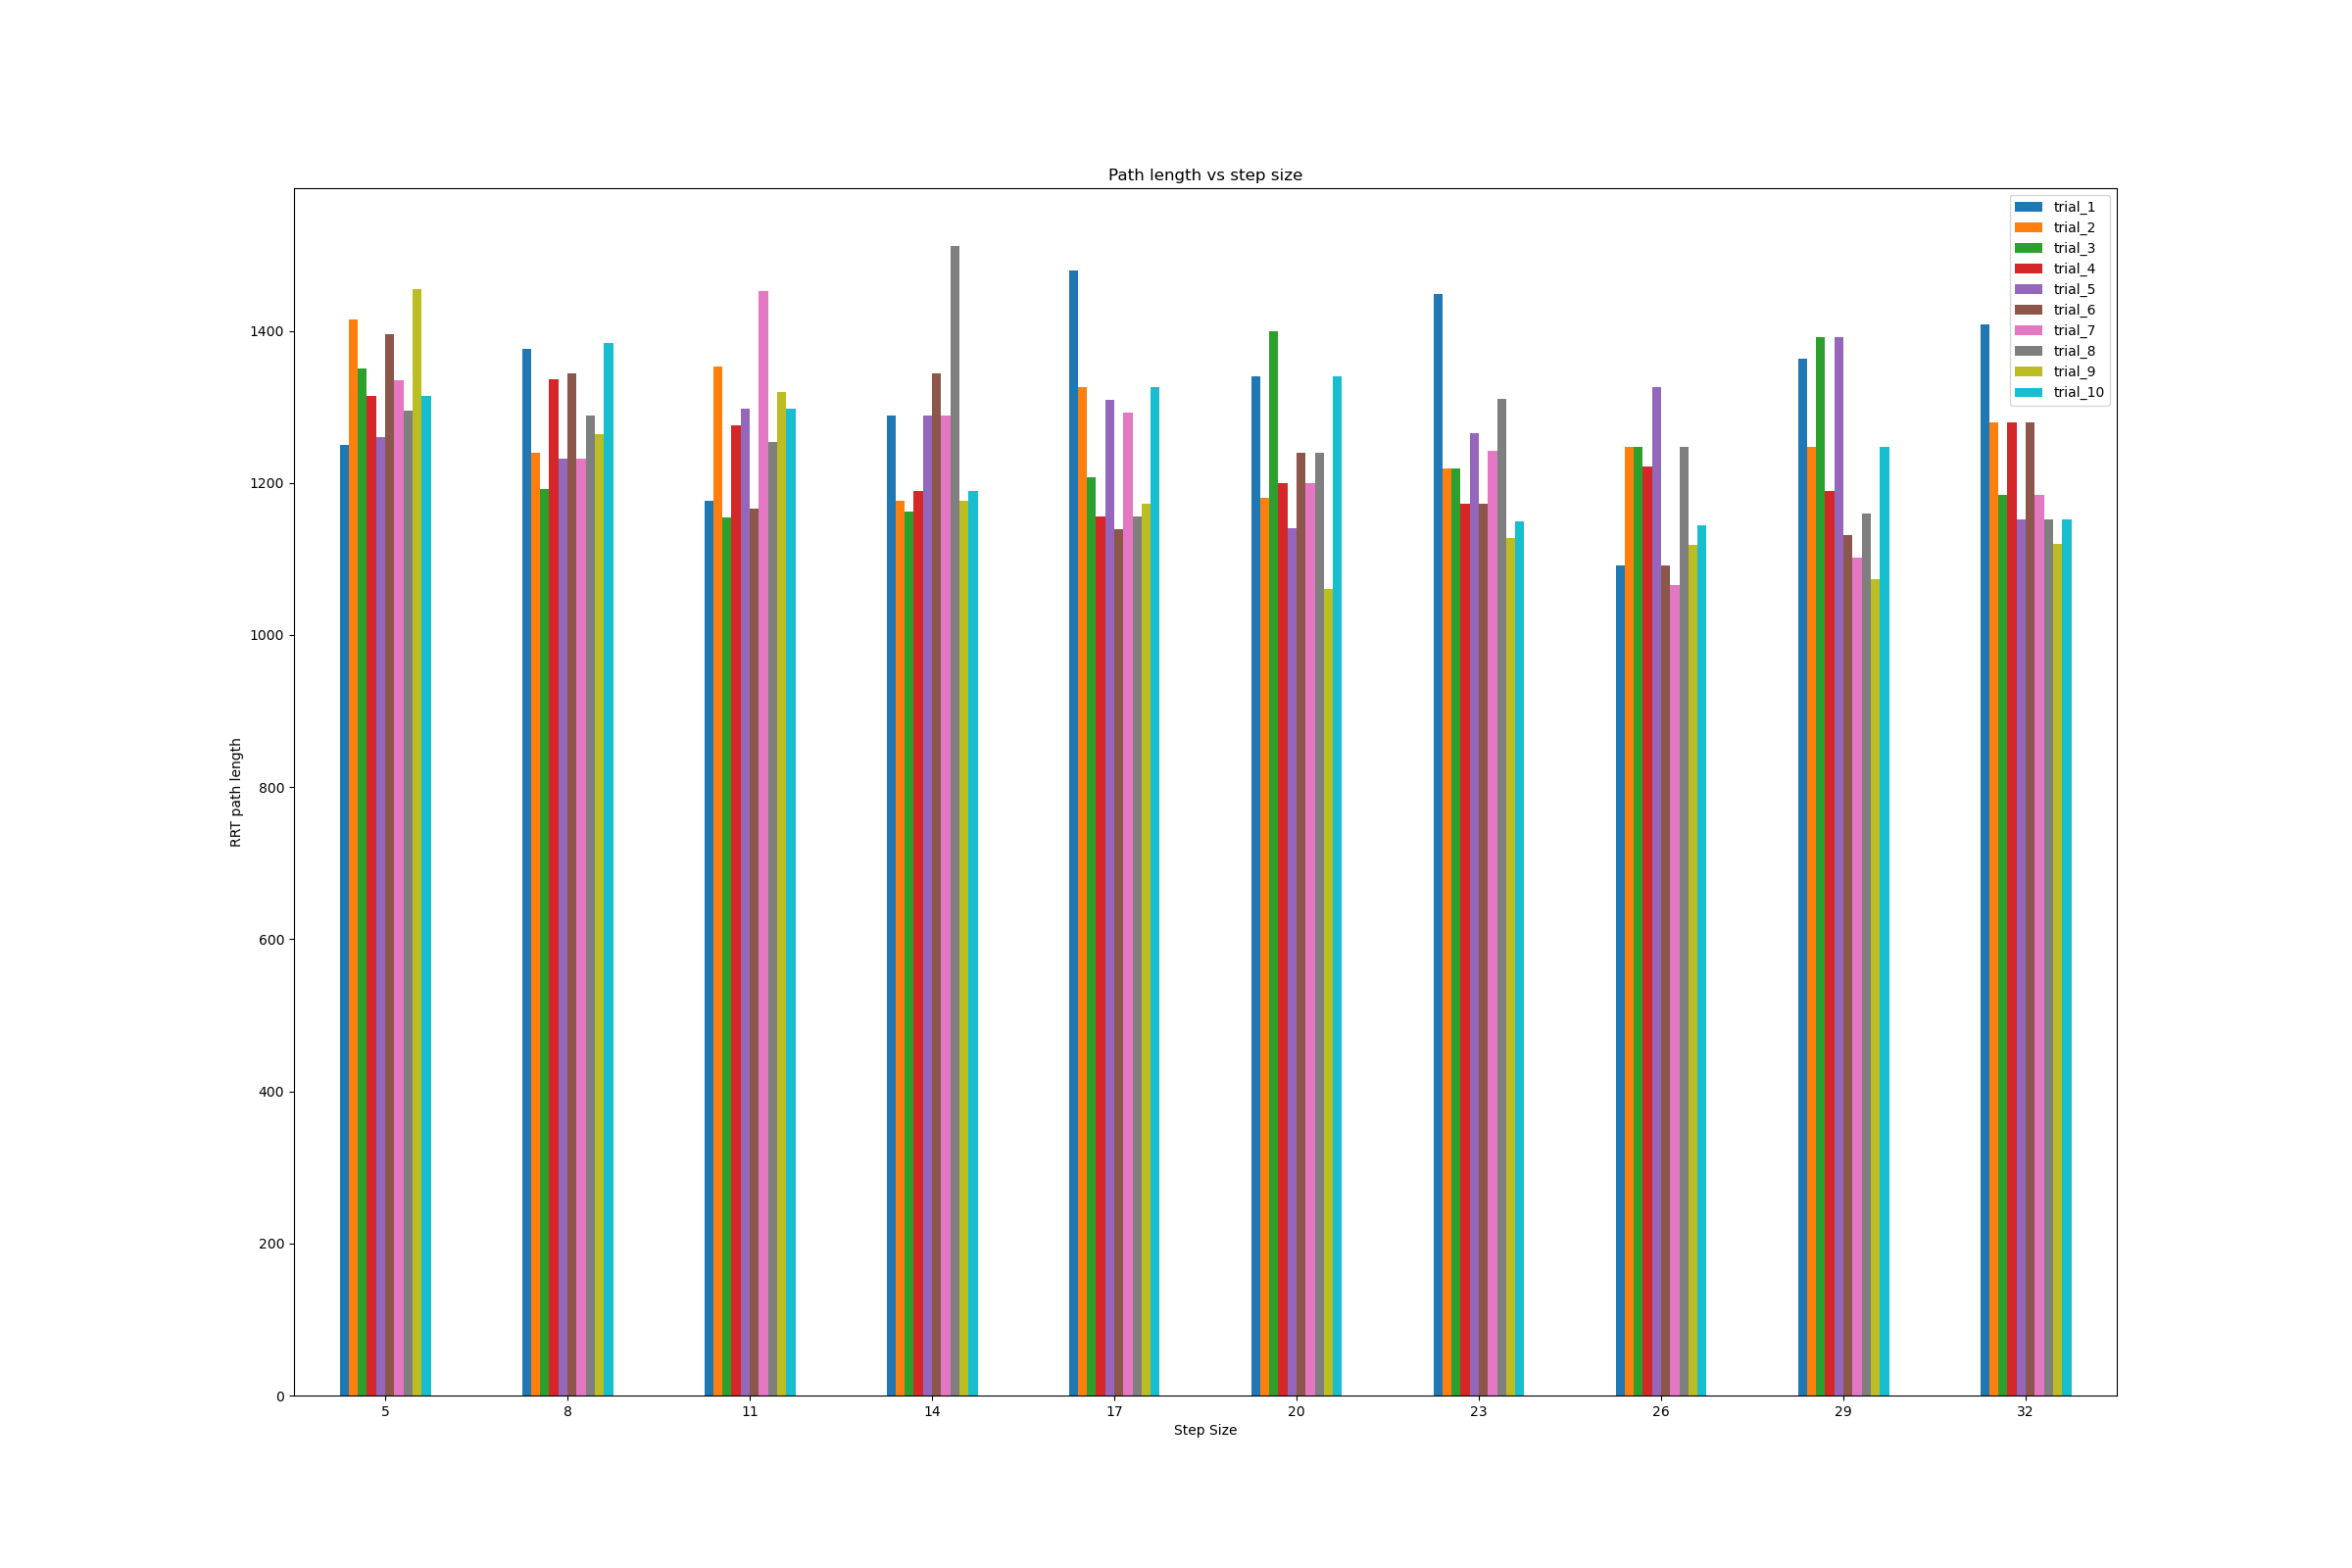 Path length vs step size
trial_1
trial_2
trial_3
trial_4
trial_5
trial_6
trial_7
trial_8
trial_9
trial_10
1400
1200
1000
800
600
400
200
0
RRT path length
5 8 11 14 17 20 23 26 29 32
Step Size